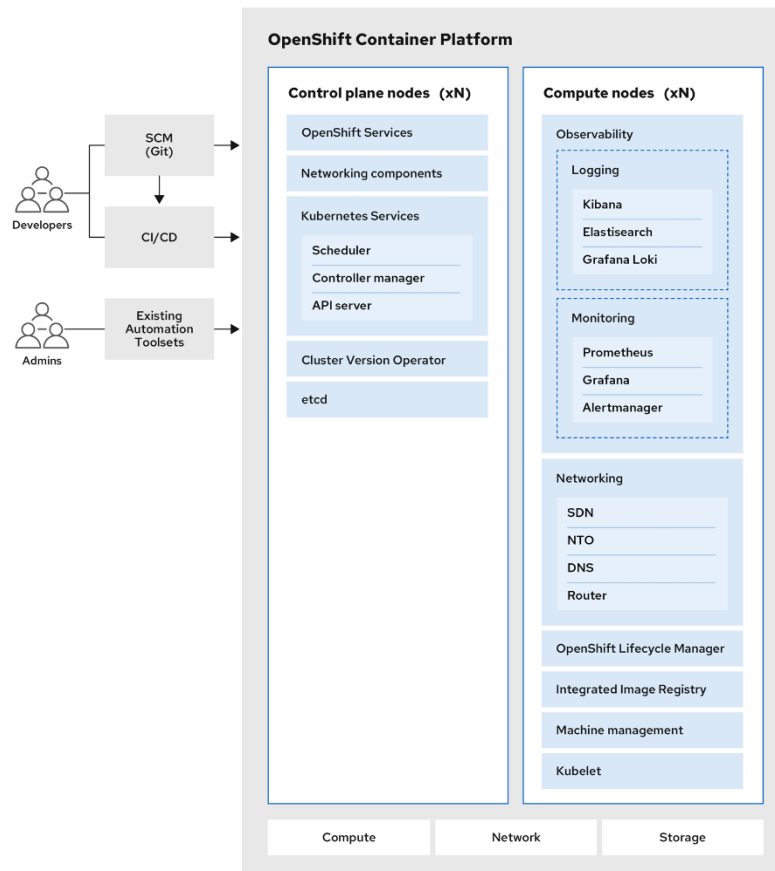 OpenShift Container Platform
SCM
(Git)
Developers
CI/CD
Existing
Automation
Toolsets
Admins
Control plane nodes (xN)
OpenShift Services
Networking components
Kubernetes Services
Scheduler
Controller manager
API server
Cluster Version Operator
etcd
Compute nodes (xN)
Observability
Logging
Kibana
Elastisearch
Grafana Loki
Monitoring
Prometheus
Grafana
Alertmanager
Networking
SDN
NTO
DNS
Router
OpenShift Lifecycle Manager
Integrated Image Registry
Machine management
Kubelet
Compute
Network
Storage